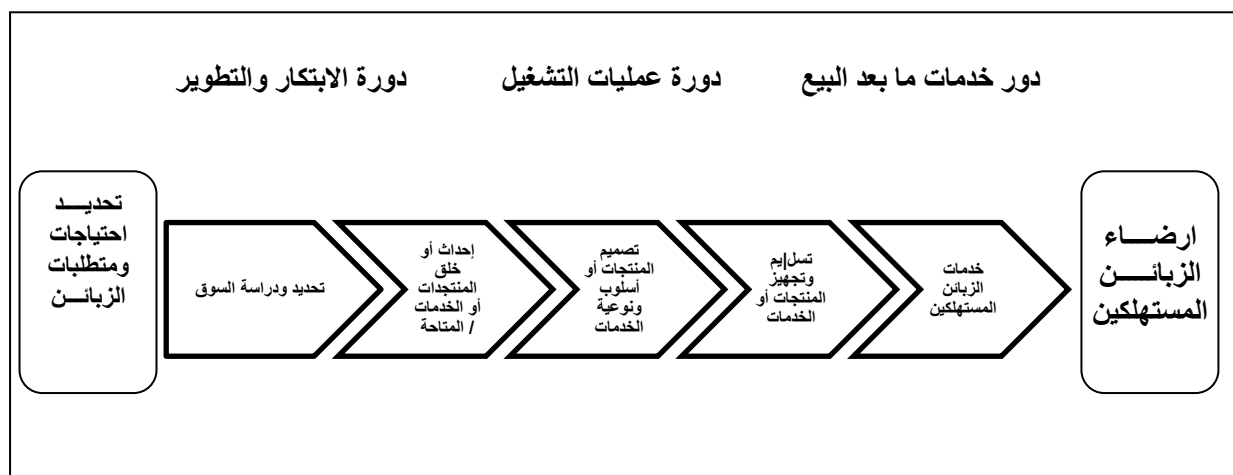 دورة الابتكار والتطوير
دورة عمليات التشغيل
دور خدمات ما بعد البيع
تحديـــد
احتياجات
ومتطلبات
الزبائــن
تحديد ودراسة السوق
إحداث أو
خلق
المنتجدات
أو الخدمات
/ المتاحة
تصميم
المنتجات أو
أسلوب
ونوعية
الخدمات
تسل|يم
وتجهيز
المنتجات أو
الخدمات
خدمات
الزبائن
المستهلكين
ارضـــاء
الزبائـــن
المستهلكين